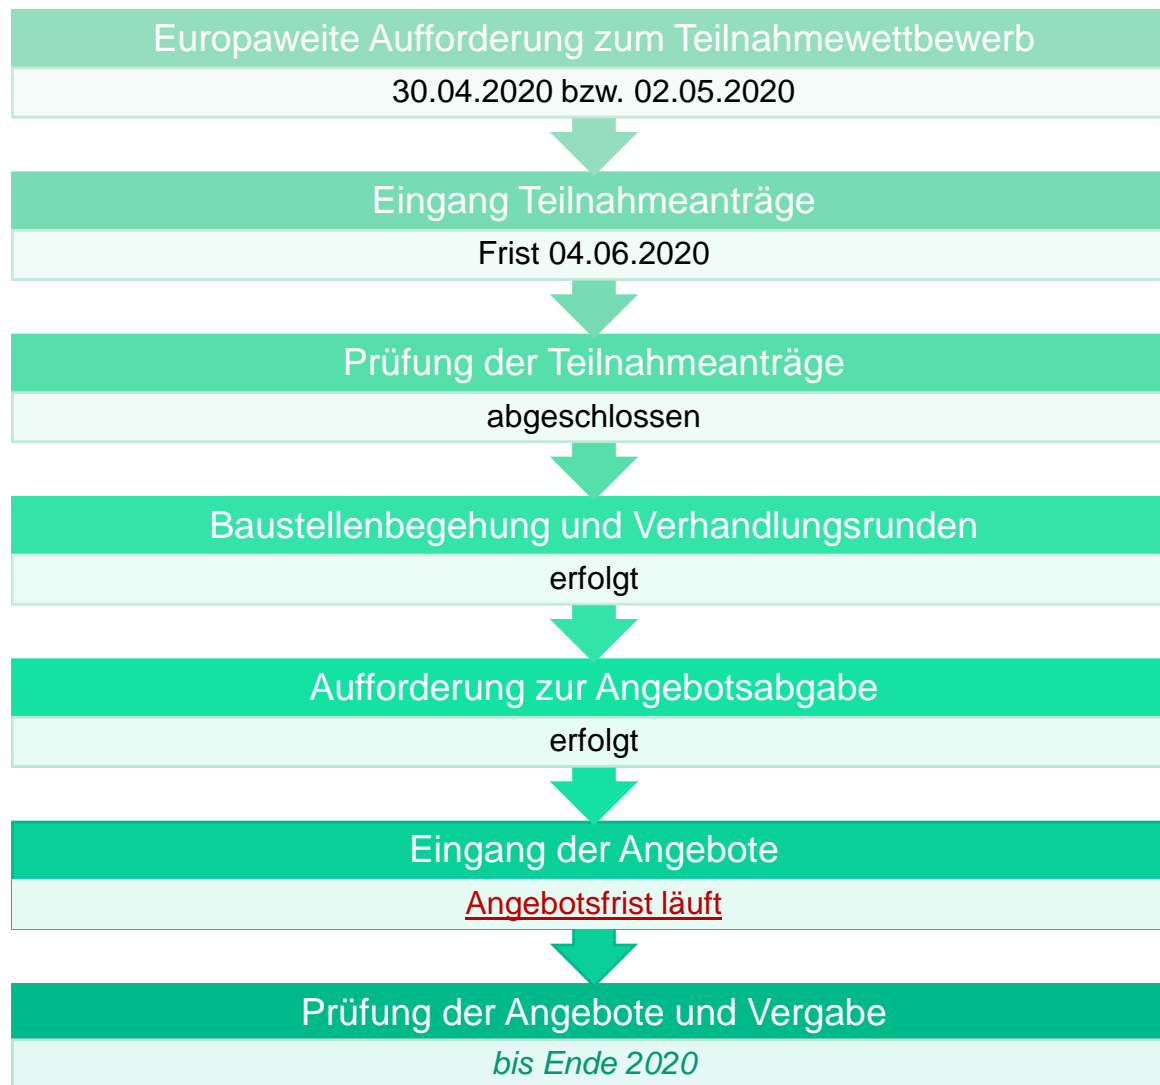 Europaweite Aufforderung zum Teilnahmewettbewerb
30.04.2020 bzw. 02.05.2020
Eingang Teilnahmeanträge
Frist 04.06.2020
Prüfung der Teilnahmeanträge
abgeschlossen
Baustellenbegehung und Verhandlungsrunden
erfolgt
Aufforderung zur Angebotsabgabe
erfolgt
Eingang der Angebote
Angebotsfrist läuft
Prüfung der Angebote und Vergabe
bis Ende 2020